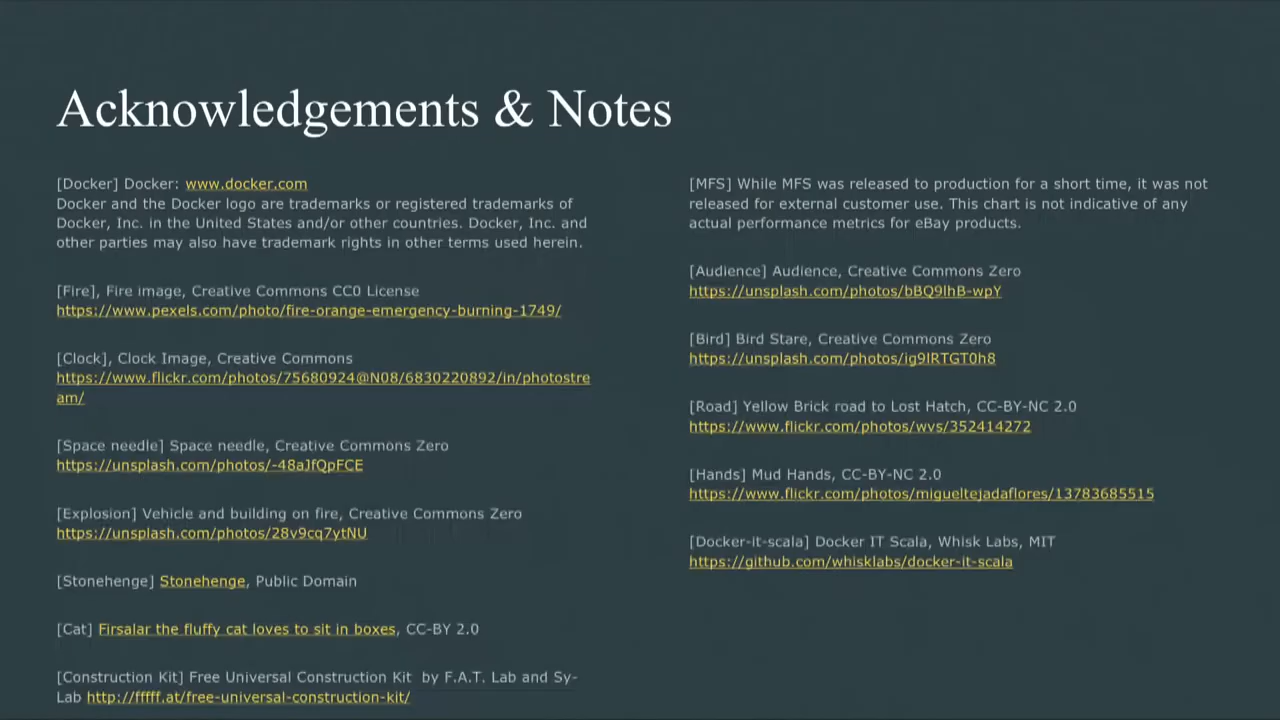 Acknowledgements & Notes
[Docker] Docker: www.docker.com
Docker and the Docker logo are trademarks or registered trademarks of
Docker, Inc. in the United States and/or other countries. Docker, Inc. and
other parties may also have trademark rights in other terms used herein.
[Fire], Fire image, Creative Commons CC0 License
https://www.pexels.com/photo/fire-orange-emergency-burning-1749/
[Clock], Clock Image, Creative Commons
https://www.flickr.com/photos/75680924@N08/6830220892/in/photostre
am/
[Space needle] Space needle, Creative Commons Zero
https://unsplash.com/photos/-48aJfQpFCE
[Explosion] Vehicle and building on fire, Creative Commons Zero
https://unsplash.com/photos/28v9cq7ytNU
[Stonehenge] Stonehenge, Public Domain
[Cat] Firsalar the fluffy cat loves to sit in boxes, CC-BY 2.0
[Construction Kit] Free Universal Construction Kit by F.A.T. Lab and Sy-
Lab http://fffff.at/free-universal-construction-kit/
[MFS] While MFS was released to production for a short time, it was not
released for external customer use. This chart is not indicative of any
actual performance metrics for eBay products.
[Audience] Audience, Creative Commons Zero
https://unsplash.com/photos/bBQ9lhB-wpY
[Bird] Bird Stare, Creative Commons Zero
https://unsplash.com/photos/ig9lRTGT0h8
[Road] Yellow Brick road to Lost Hatch, CC-BY-NC 2.0
https://www.flickr.com/photos/wvs/352414272
[Hands] Mud Hands, CC-BY-NC 2.0
https://www.flickr.com/photos/migueltejadaflores/13783685515
[Docker-it-scala] Docker IT Scala, Whisk Labs, MIT
https://github.com/whisklabs/docker-it-scala